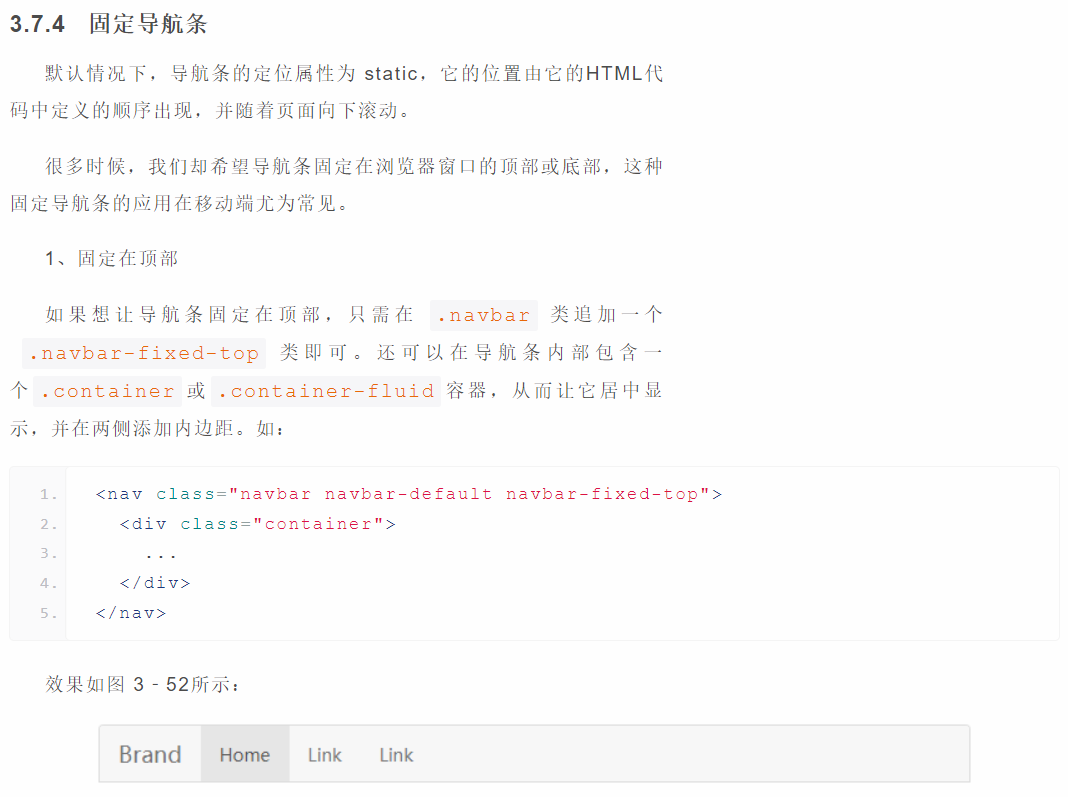 3.7.4 固定导航条
默认情况下，导航条的定位属性为 static，它的位置由它的HTML代
码中定义的顺序出现，并随着页面向下滚动。
很多时候，我们却希望导航条固定在浏览器窗口的顶部或底部，这种
固定导航条的应用在移动端尤为常见。
1、固定在顶部
如果想让导航条固定在顶部，只需在 .navbar 类追加一个
.navbar-fixed-top 类即可。还可以在导航条内部包含一
个 .container 或 .container-fluid 容器，从而让它居中显
示，并在两侧添加内边距。如：
1. <nav class="navbar navbar-default navbar-fixed-top">
2. <div class="container">
3. ...
4. </div>
5. </nav>
效果如图 3 - 52所示：
Brand Home Link Link